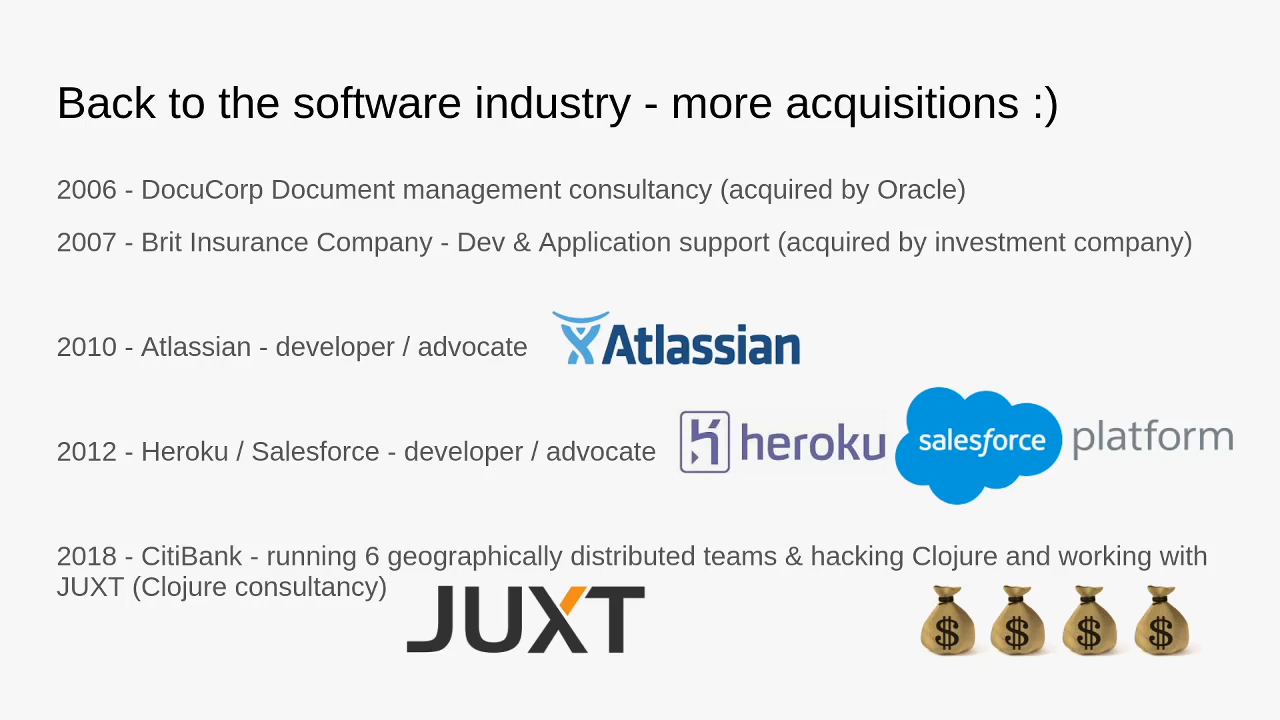 Back to the software industry - more acquisitions :)
2006 - DocuCorp Document management consultancy (acquired by Oracle)
2007 - Brit Insurance Company - Dev & Application support (acquired by investment company)
2010 - Atlassian - developer / advocate
Atlassian
2012 - Heroku / Salesforce - developer / advocate
heroku
salesforce
platform
2018 - CitiBank - running 6 geographically distributed teams & hacking Clojure and working with
JUXT (Clojure consultancy)
JUXT
$ $ $ $